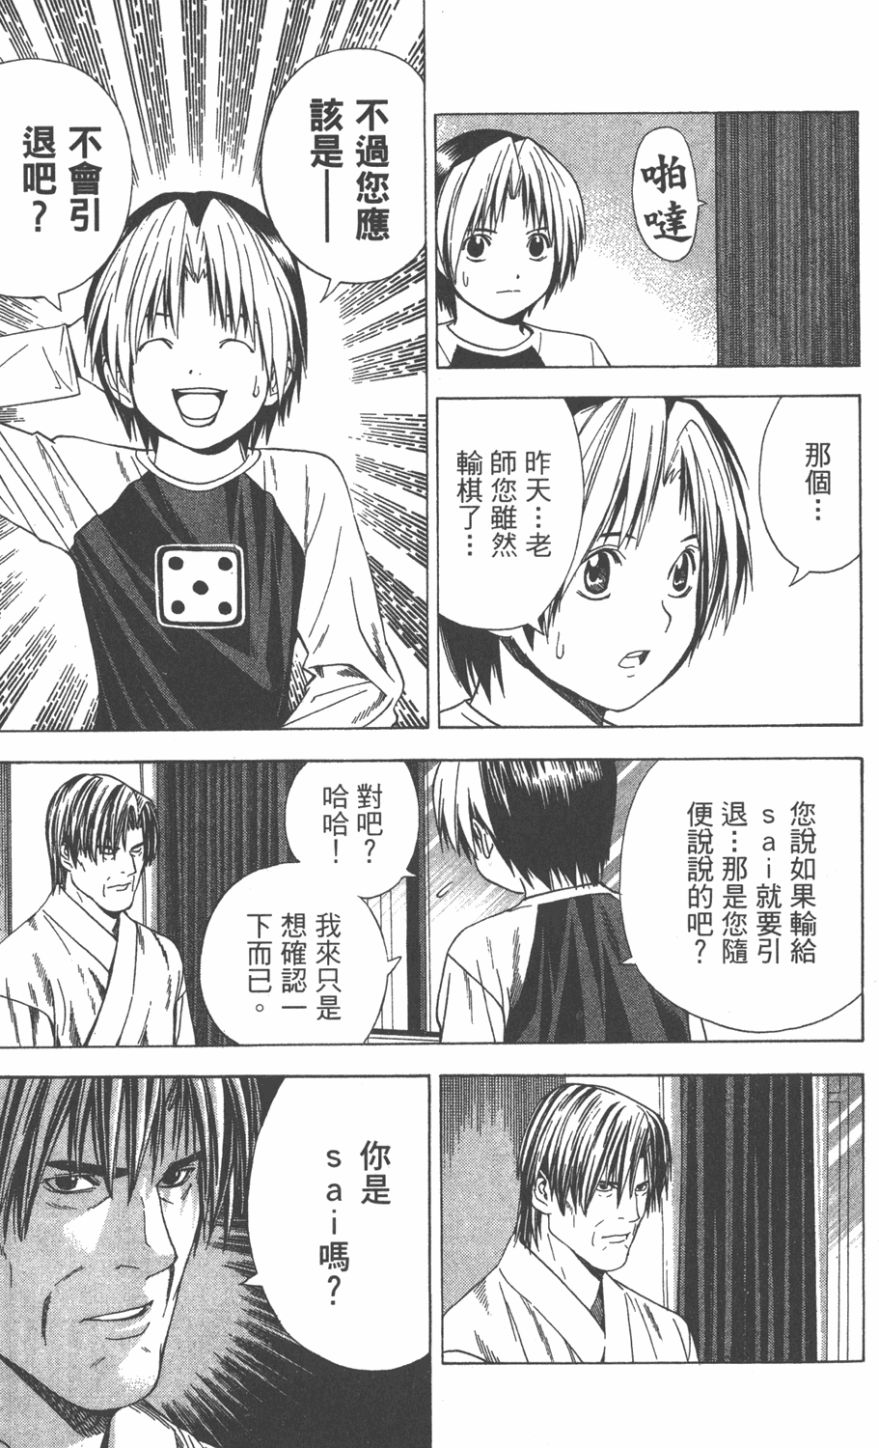 啪
噠
那個…
昨天…老
師您雖然
輸棋了…
不過您應
該是——
不會引
退吧？
您說如果輸給
sai就要引
退…那是您隨
便說說的吧？
對吧？
哈哈！
我來只是
想確認一
下而已。
你是
sai嗎？